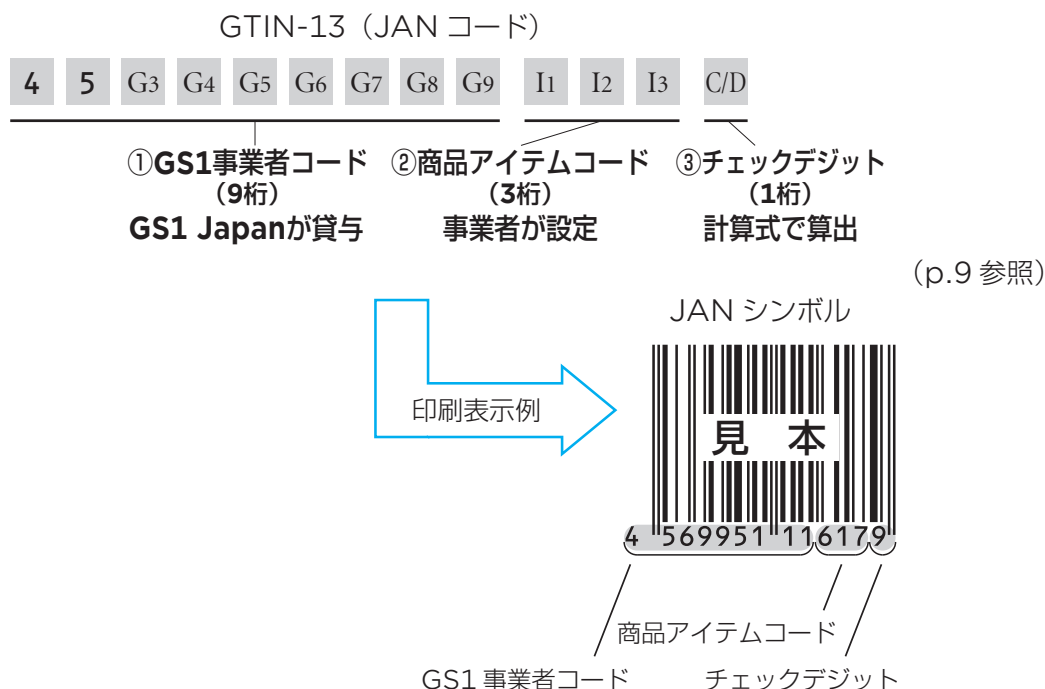 GTIN-13（JAN コード）
4 5 G3 G4 G5 G6 G7 G8 G9 I1 I2 I3 C/D
①GS1事業者コード ②商品アイテムコード ③チェックデジット
（9桁） （3桁） （1桁）
GS1 Japanが貸与 事業者が設定 計算式で算出
（p.9 参照）
JAN シンボル
印刷表示例
見 本
4 569951 116179
商品アイテムコード
GS1 事業者コード チェックデジット